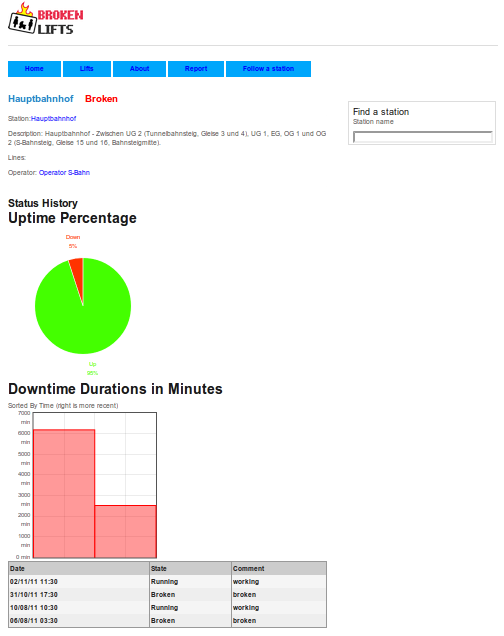 BROKEN
LIFTS
Home Lifts About Report Follow a station
Hauptbahnhof Broken
Station:Hauptbahnhof
Description: Hauptbahnhof - Zwischen UG 2 (Tunnelbahnsteig, Gleise 3 und 4), UG 1, EG, OG 1 und OG
2 (S-Bahnsteig, Gleise 15 und 16, Bahnsteigmitte).
Lines:
Operator: Operator S-Bahn
Find a station
Station name
Status History
Uptime Percentage
Down
5%
Up
95%
Downtime Durations in Minutes
Sorted By Time (right is more recent)
7000
min
6000
min
5000
min
4000
min
3000
min
2000
min
1000
min
0 min
Date State Comment
02/11/11 11:30 Running working
31/10/11 17:30 Broken broken
10/08/11 10:30 Running working
06/08/11 03:30 Broken broken